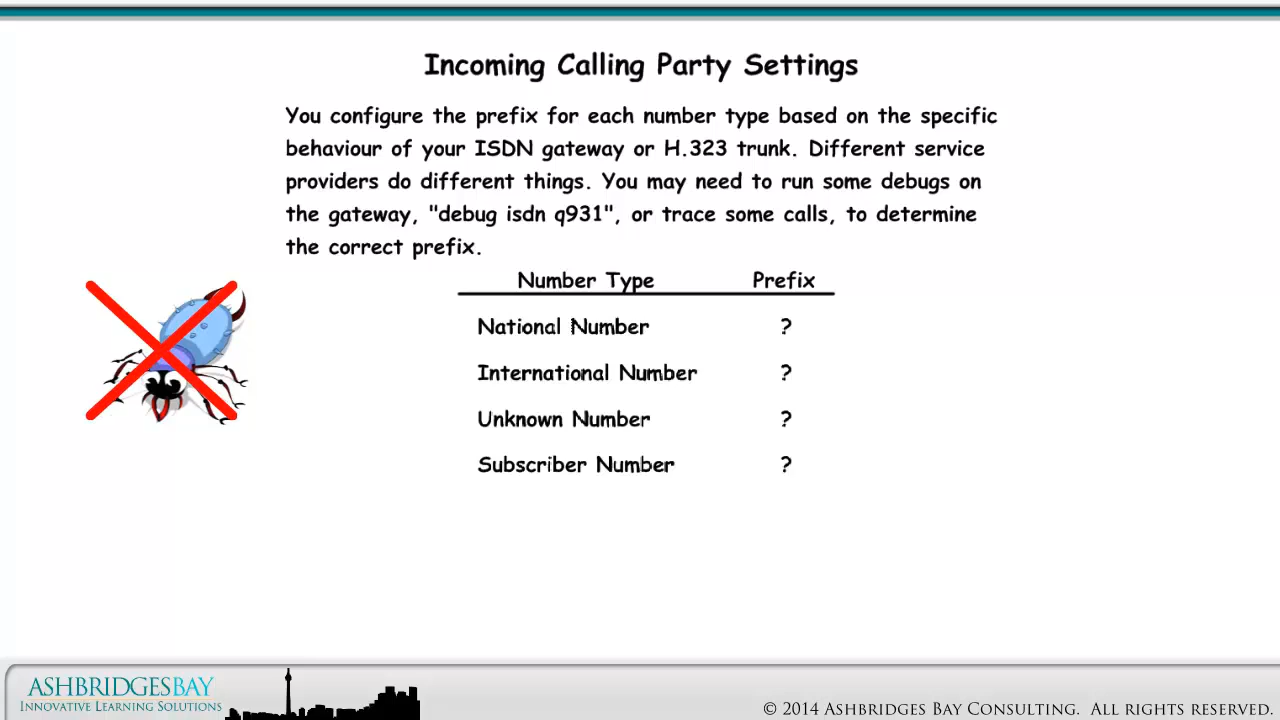 Incoming Calling Party Settings
You configure the prefix for each number type based on the specific
behaviour of your ISDN gateway or H.323 trunk. Different service
providers do different things. You may need to run some debugs on
the gateway, "debug isdn q931", or trace some calls, to determine
the correct prefix.
Number Type Prefix
National Number ?
International Number ?
Unknown Number ?
Subscriber Number ?
ASHBRIDGESBAY
INNOVATIVE LEARNING SOLUTIONS
© 2014 ASHBRIDGES BAY CONSULTING. ALL RIGHTS RESERVED.